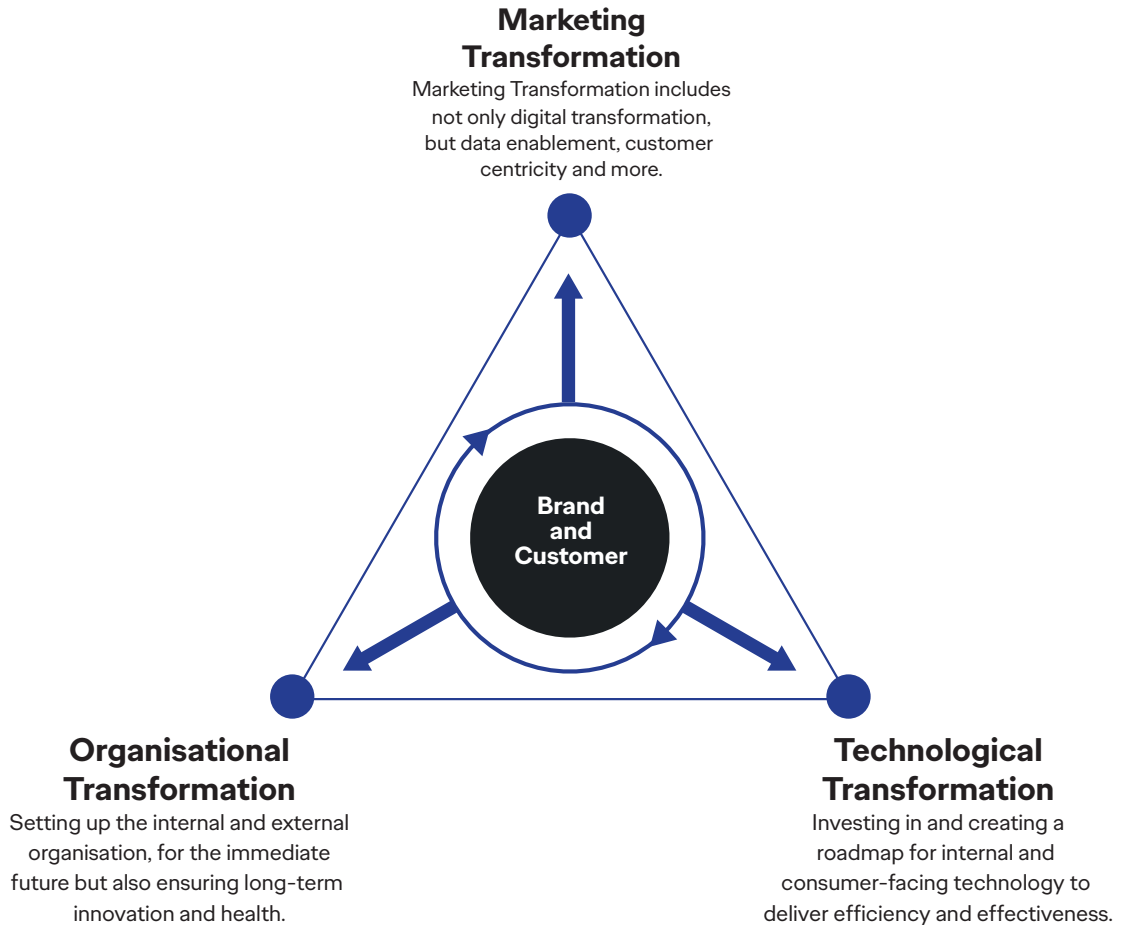 Marketing
Transformation
Marketing Transformation includes
not only digital transformation,
but data enablement, customer
centricity and more.
Brand
and
Customer
Organisational
Transformation
Setting up the internal and external
organisation, for the immediate
future but also ensuring long-term
innovation and health.
Technological
Transformation
Investing in and creating a
roadmap for internal and
consumer-facing technology to
deliver efficiency and effectiveness.